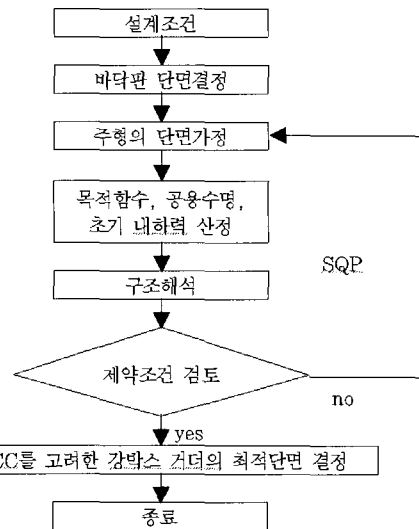 설계조건
바닥판 단면결정
주형의 단면가정
목적함수, 공용수명,
초기 내하력 산정
SQP
구조해석
제약조건 검토
no
yes
CC를 고려한 강박스 거더의 최적단면 결정
종료